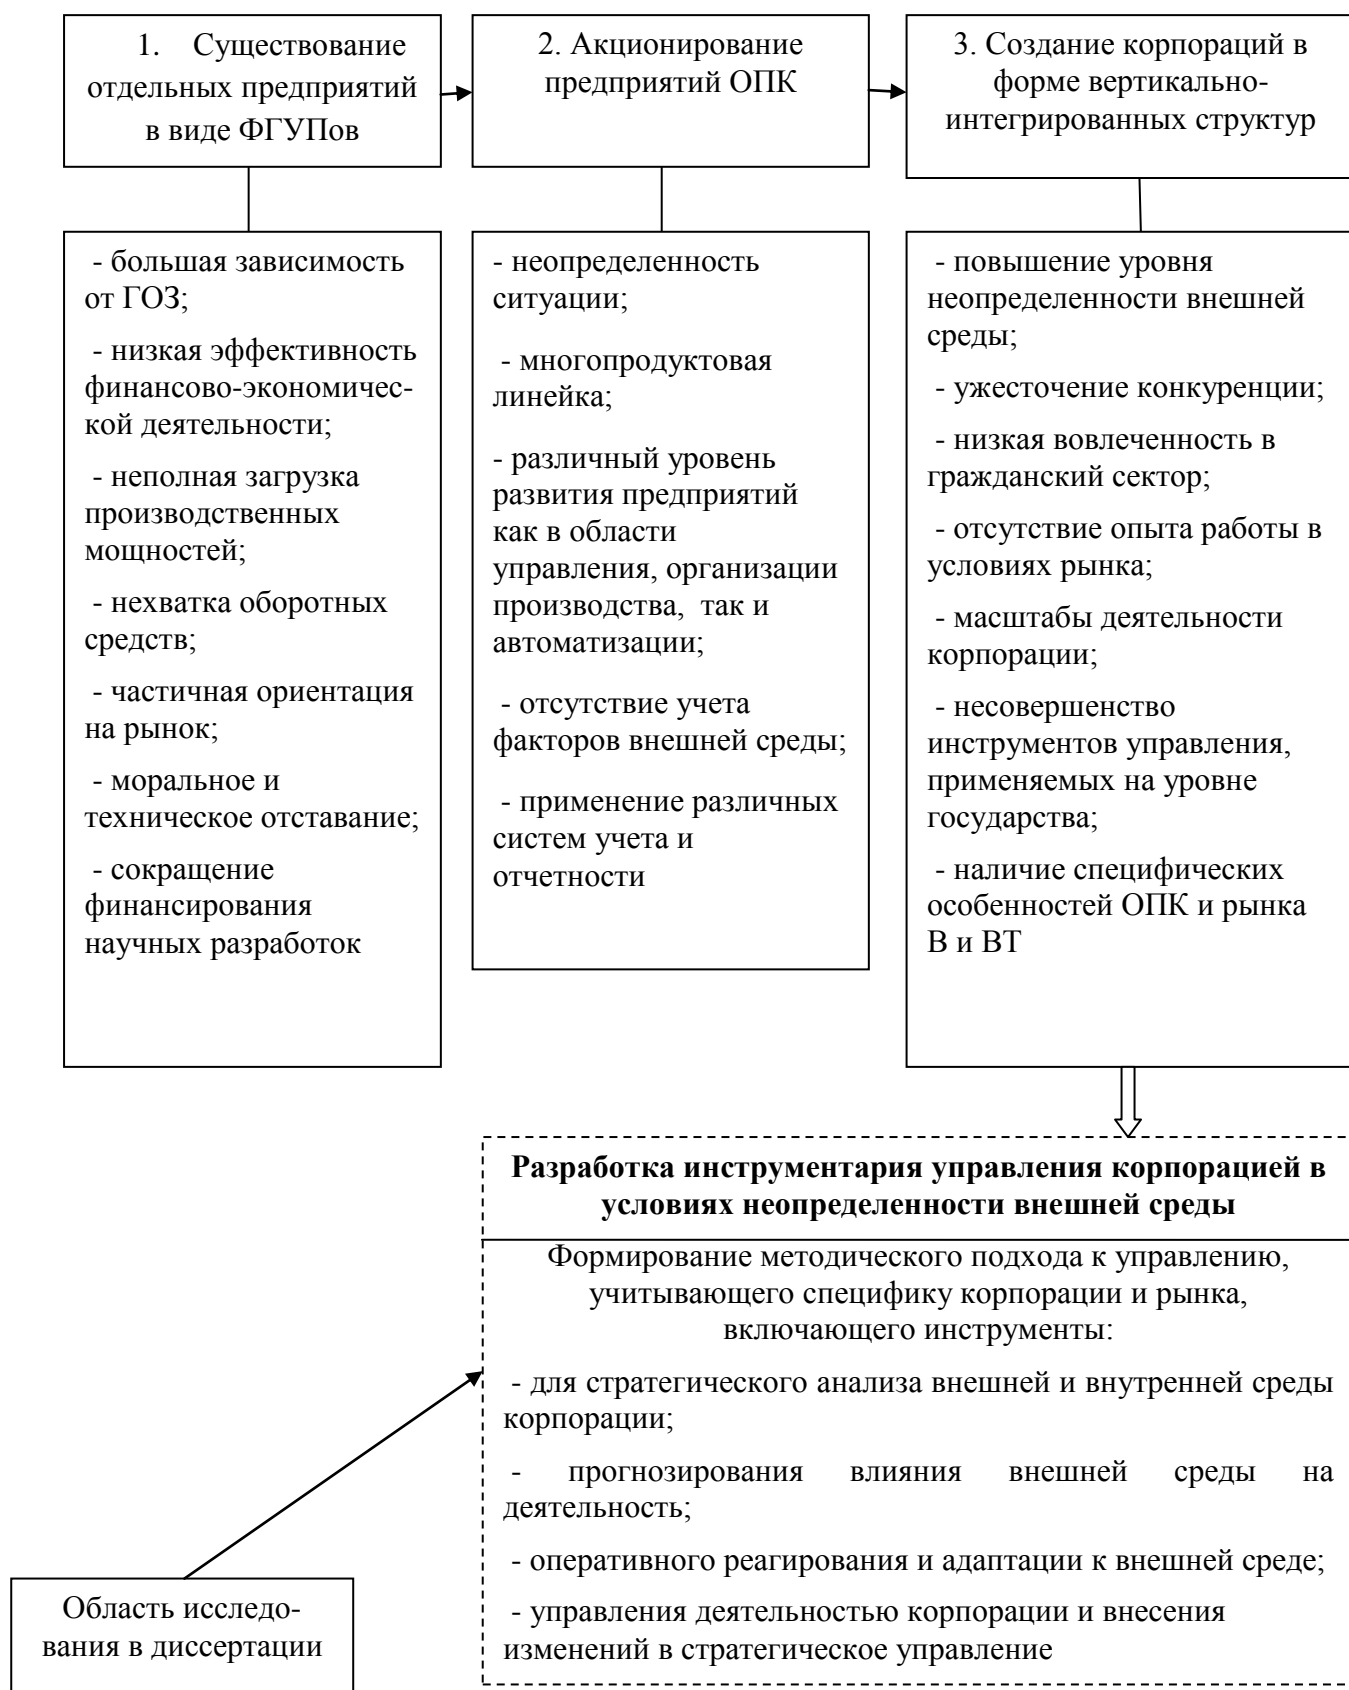 1. Существование
отдельных предприятий
в виде ФГУПов
2. Акционирование
предприятий ОПК
3. Создание корпораций в
форме вертикально-
интегрированных структур
- большая зависимость
от ГОЗ;
- низкая эффективность
финансово-экономичес-
кой деятельности;
- неполная загрузка
производственных
мощностей;
- нехватка оборотных
средств;
- частичная ориентация
на рынок;
- моральное и
техническое отставание;
- сокращение
финансирования
научных разработок
- неопределенность
ситуации;
- многопродуктовая
линейка;
- различный уровень
развития предприятий
как в области
управления, организации
производства, так и
автоматизации;
- отсутствие учета
факторов внешней среды;
- применение различных
систем учета и
отчетности
- повышение уровня
неопределенности внешней
среды;
- ужесточение конкуренции;
- низкая вовлеченность в
гражданский сектор;
- отсутствие опыта работы в
условиях рынка;
- масштабы деятельности
корпорации;
- несовершенство
инструментов управления,
применяемых на уровне
государства;
- наличие специфических
особенностей ОПК и рынка
В и ВТ
Разработка инструментария управления корпорацией в
условиях неопределенности внешней среды
Формирование методического подхода к управлению,
учитывающего специфику корпорации и рынка,
включающего инструменты:
- для стратегического анализа внешней и внутренней среды
корпорации;
- прогнозирования влияния внешней среды на
деятельность;
- оперативного реагирования и адаптации к внешней среде;
- управления деятельностью корпорации и внесения
изменений в стратегическое управление
Область исследо-
вания в диссертации